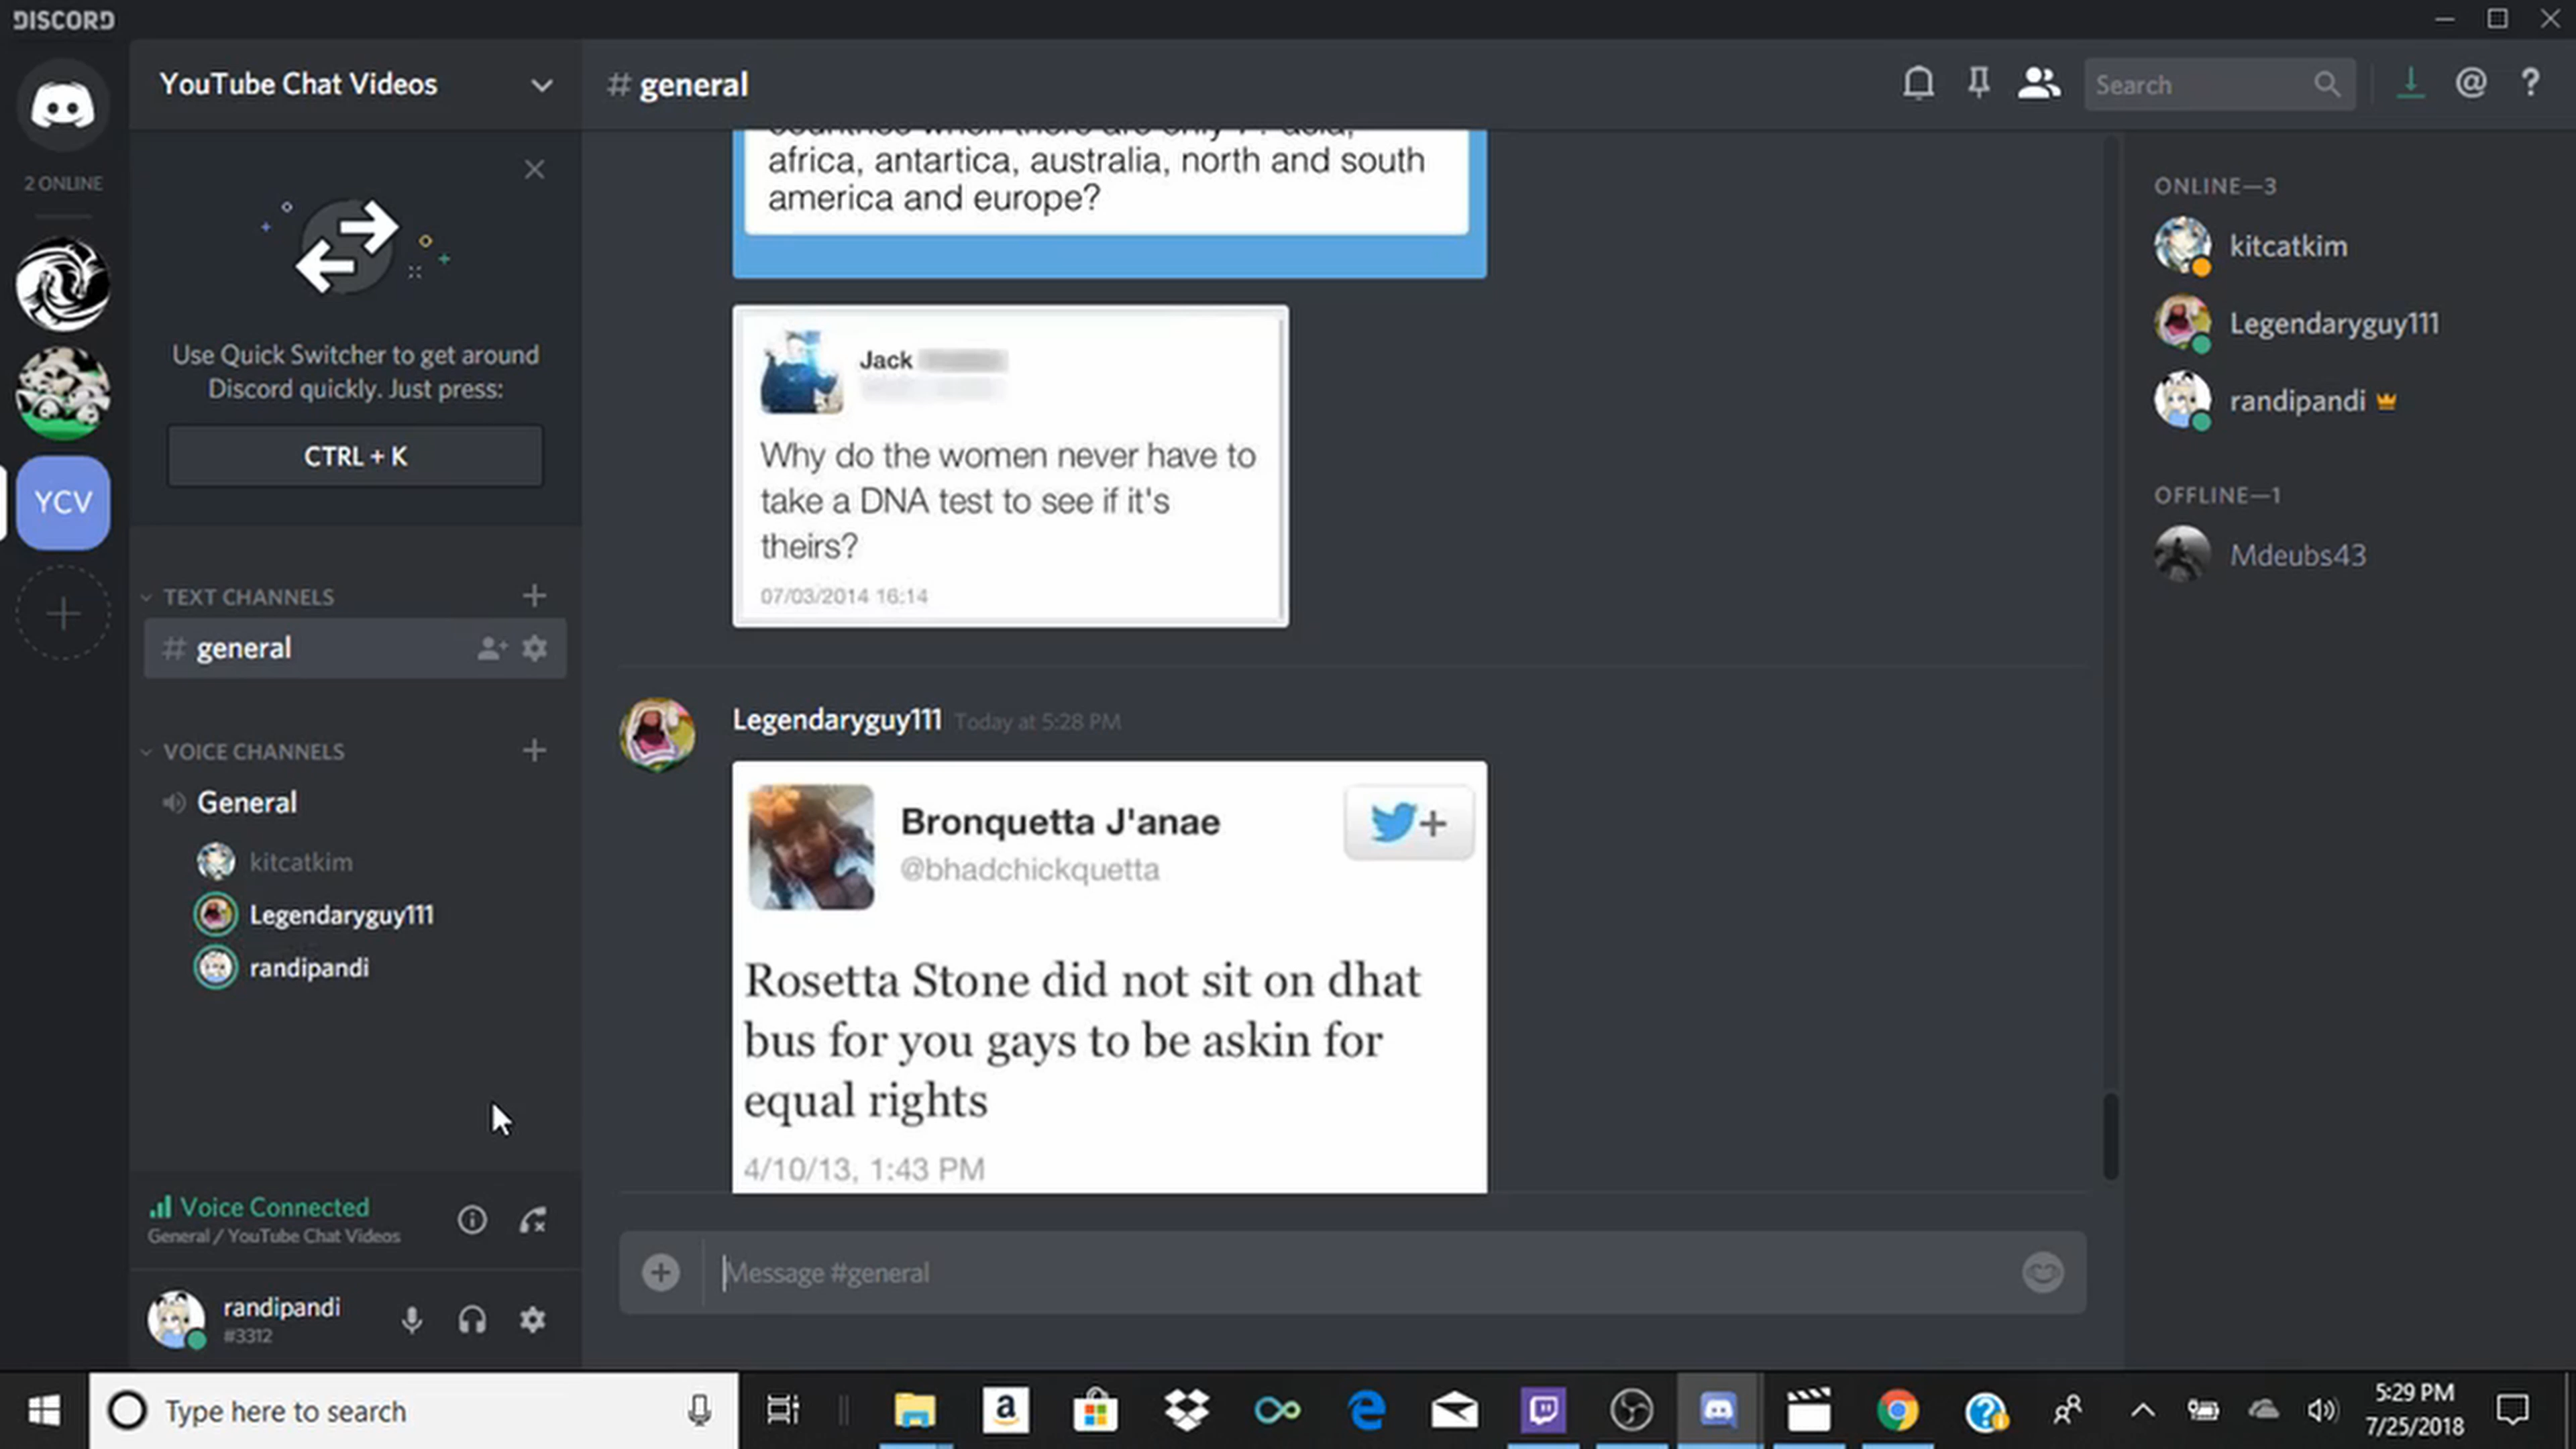 DISCORD
YouTube Chat Videos
# general
Search
@
?
2 ONLINE
Use Quick Switcher to get around
Discord quickly. Just press:
CTRL + K
YCV
TEXT CHANNELS
# general
VOICE CHANNELS
General
kitcatkim
Legendaryguy111
randipandi
Voice Connected
General / YouTube Chat Videos
randipandi
#3312
africa, antartica, australia, north and south
america and europe?
Jack
Why do the women never have to
take a DNA test to see if it's
theirs?
07/03/2014 16:14
Legendaryguy111 Today at 5:28 PM
Bronquetta J'anae
@bhadchickquetta
Rosetta Stone did not sit on dhat
bus for you gays to be askin for
equal rights
4/10/13, 1:43 PM
Message #general
ONLINE—3
kitcatkim
Legendaryguy111
randipandi
OFFLINE—1
Mdeubs43
Type here to search
a
5:29 PM
7/25/2018